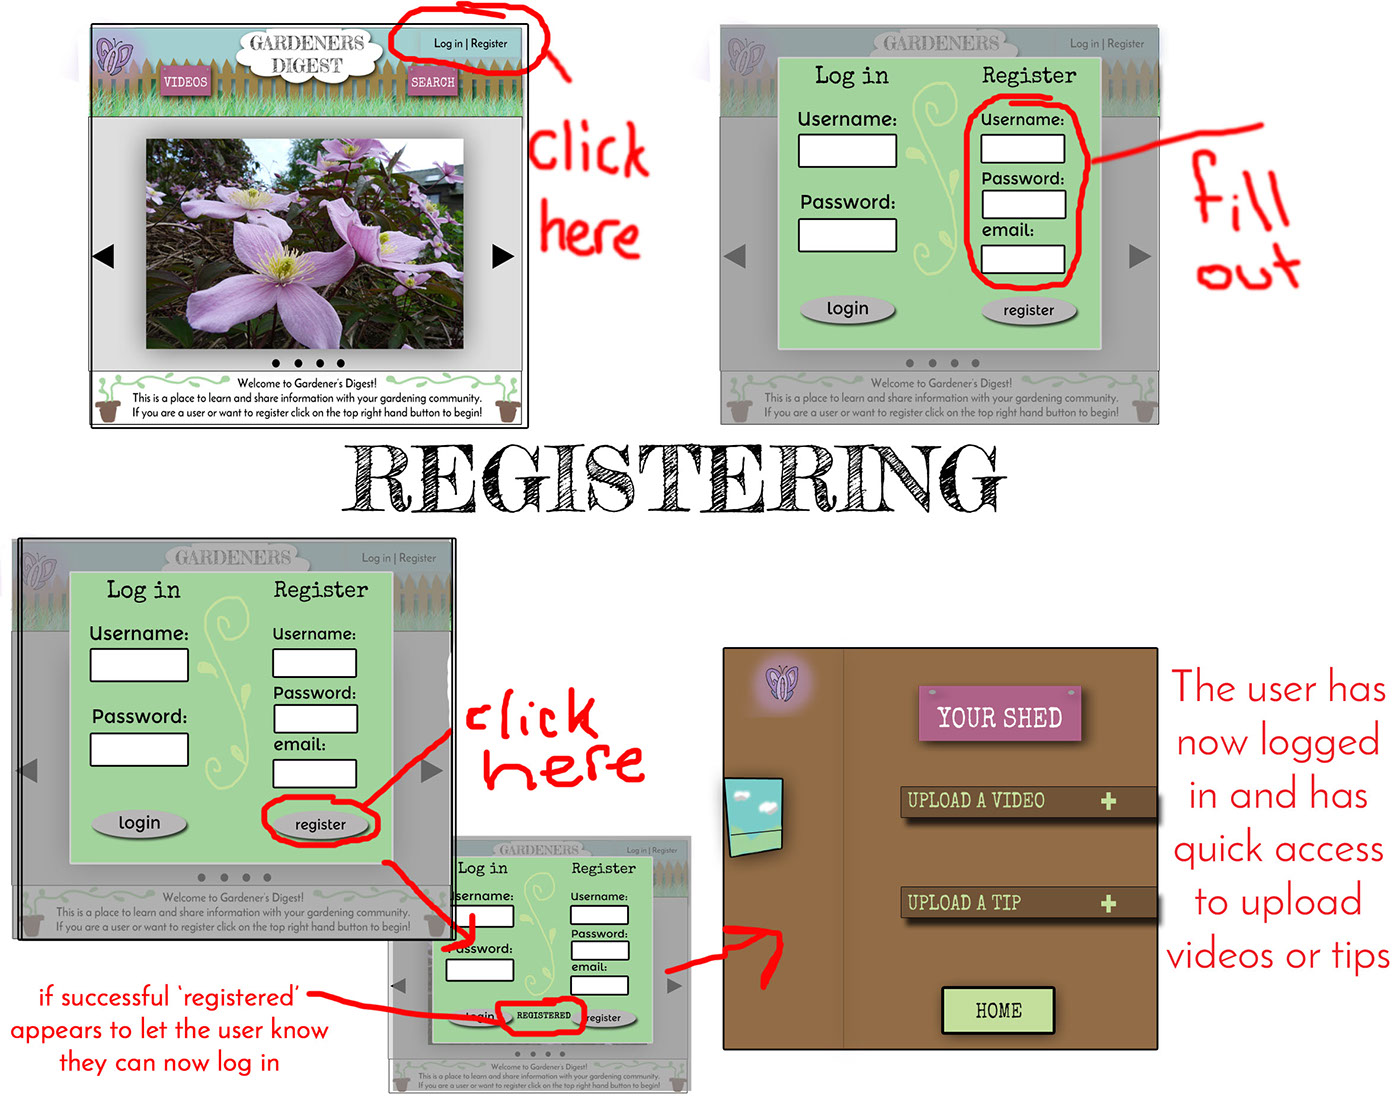 GARDENERS
DIGEST
Log in | Register
VIDEOS
SEARCH
Welcome to Gardener's Digest!
This is a place to learn and share information with your gardening community.
If you are a user or want to register click on the top right hand button to begin!
click
here
GARDENERS
Log in | Register
Log in
Register
Username:
Username:
Password:
Password:
email:
login
register
Welcome to Gardener's Digest!
This is a place to learn and share information with your gardening community.
If you are a user or want to register click on the top right hand button to begin!
fill
out
REGISTERING
GARDENERS
Log in | Register
Log in
Register
Username:
Username:
Password:
Password:
email:
login
register
Welcome to Gardener's Digest!
This is a place to learn and share information with your gardening community.
If you are a user or want to register click on the top right hand button to begin!
click
here
if successful 'registered'
appears to let the user know
they can now log in
GARDENERS
Log in | Register
Log in
Register
sername:
Username:
Password:
Password:
email:
login
REGISTERED
register
Welcome to Gardener's Digest!
This is a place to learn and share information with your gardening community.
If you are a user or want to register click on the top right hand button to begin!
YOUR SHED
UPLOAD A VIDEO +
UPLOAD A TIP +
HOME
The user has
now logged
in and has
quick access
to upload
videos or tips